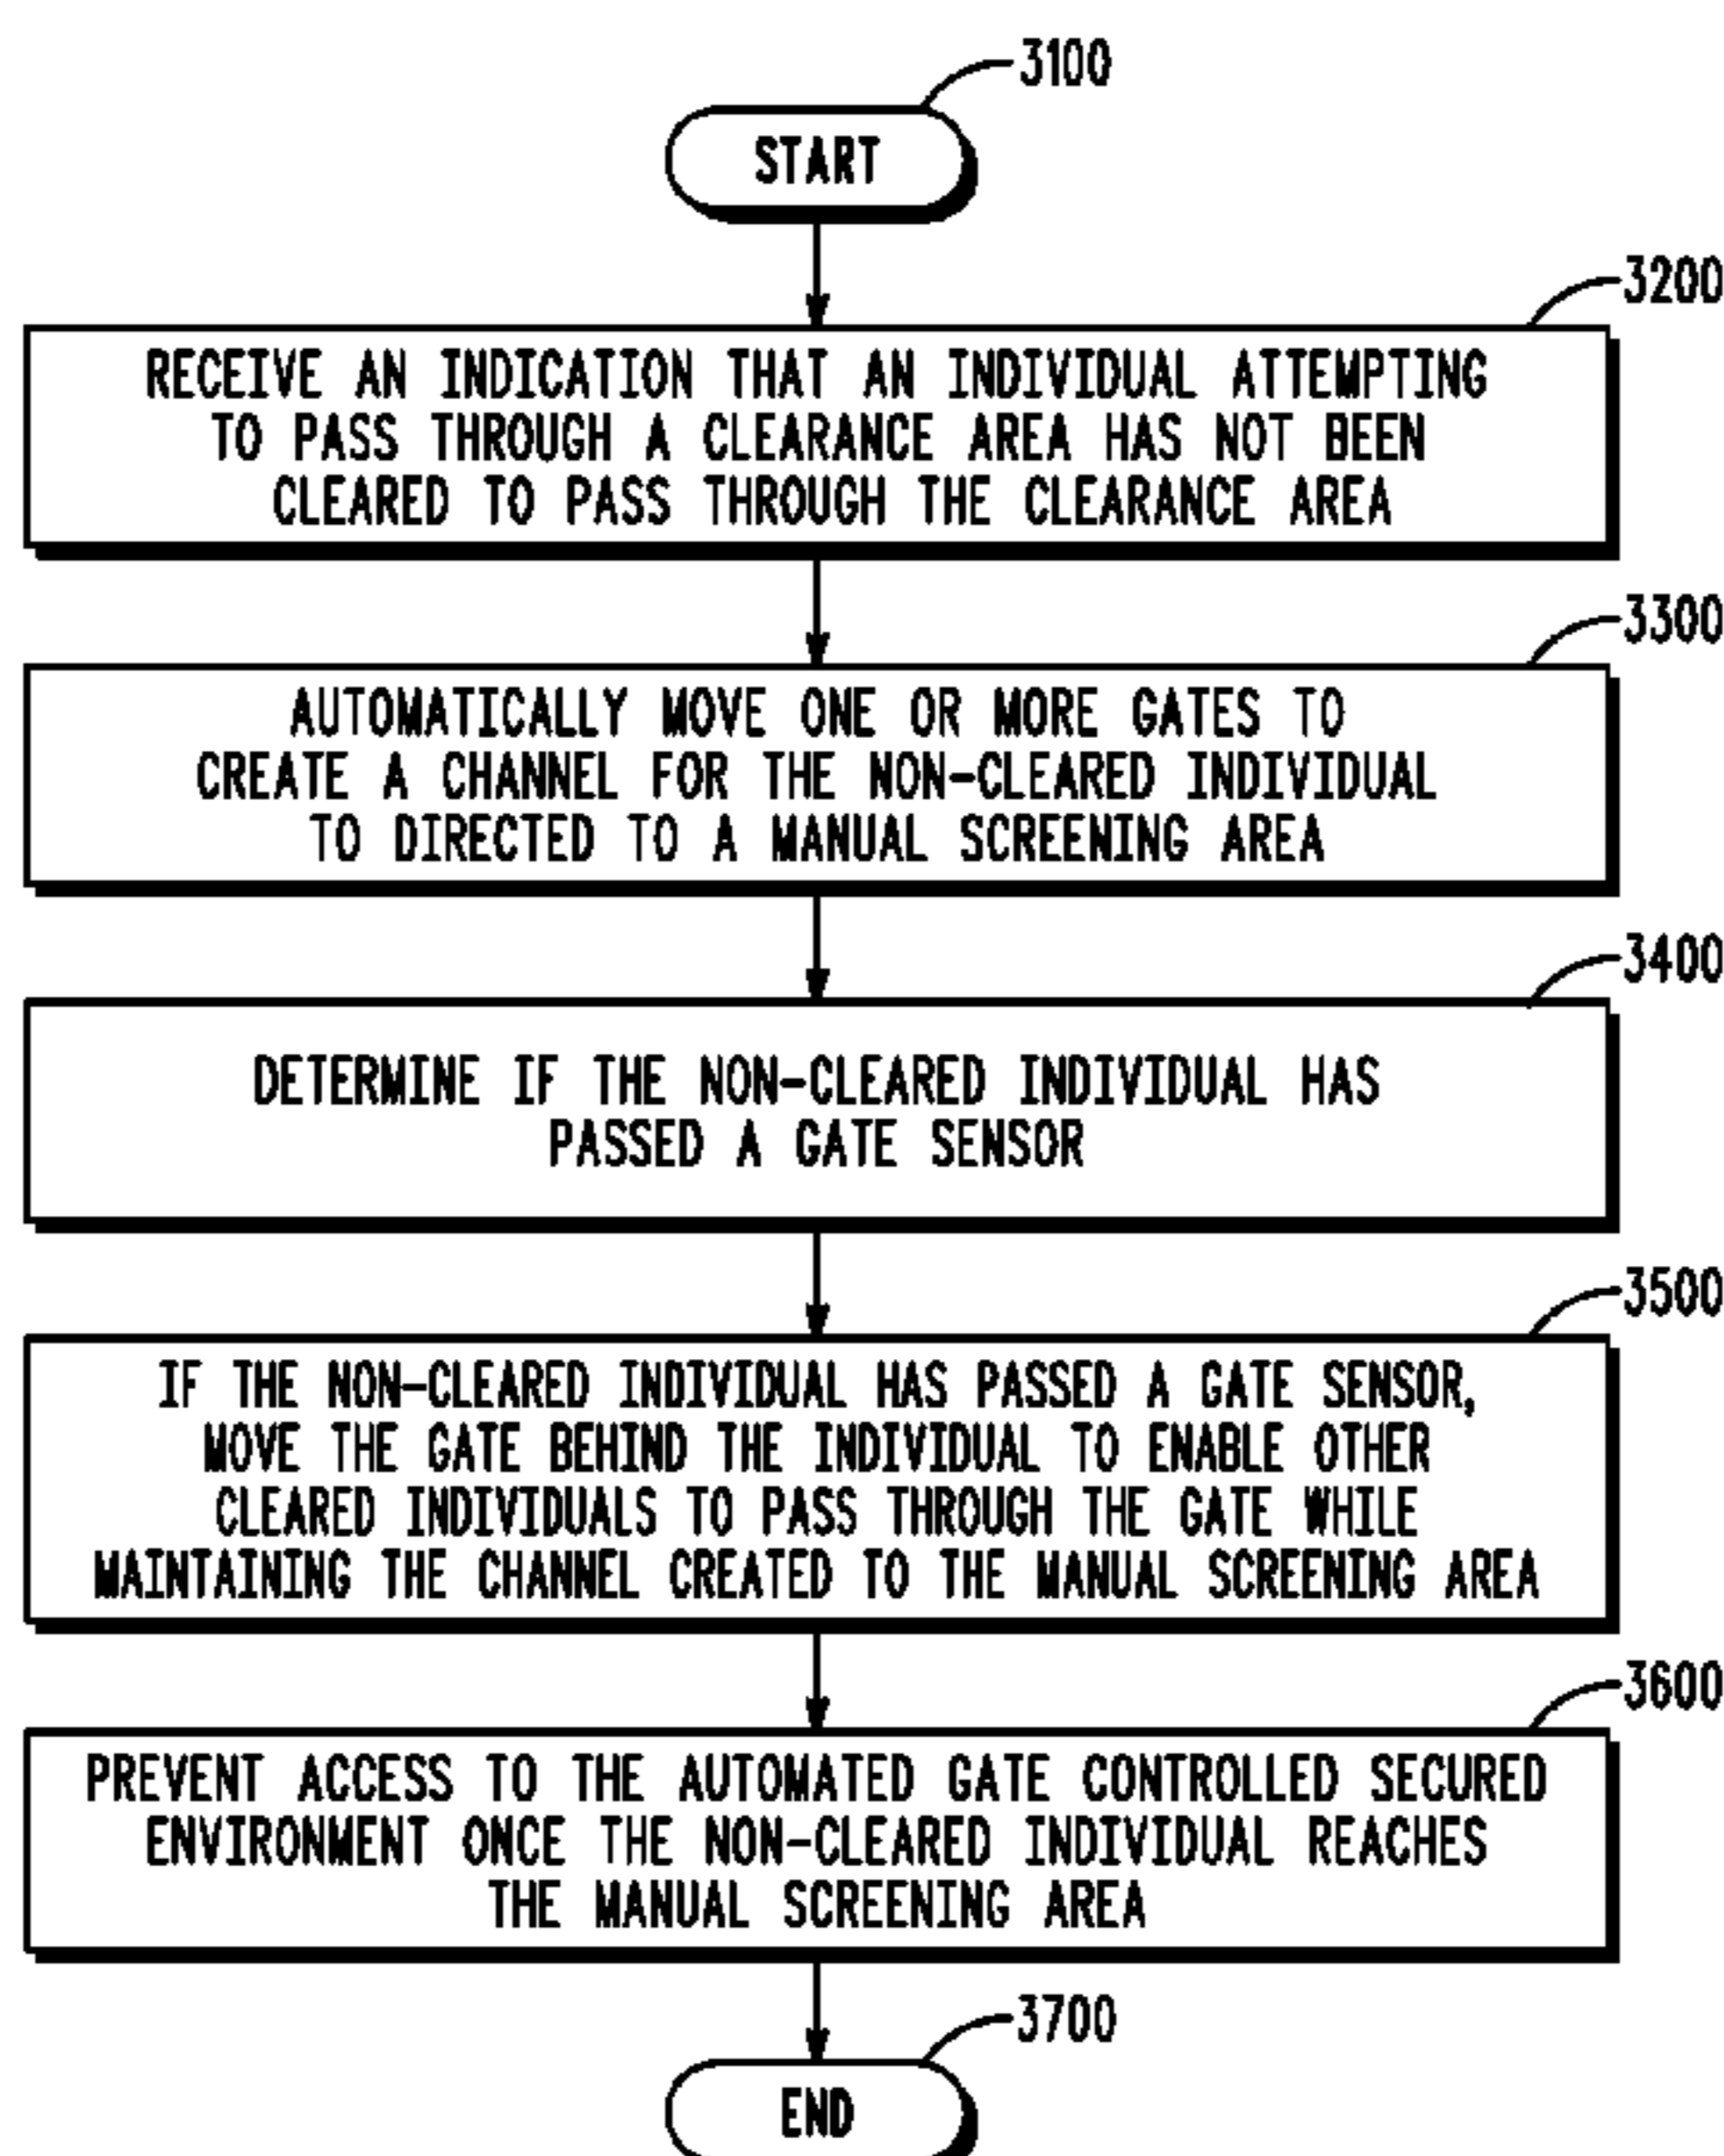 3100
START
3200
RECEIVE AN INDICATION THAT AN INDIVIDUAL ATTEMPTING
TO PASS THROUGH A CLEARANCE AREA HAS NOT BEEN
CLEARED TO PASS THROUGH THE CLEARANCE AREA
3300
AUTOMATICALLY MOVE ONE OR MORE GATES TO
CREATE A CHANNEL FOR THE NON-CLEARED INDIVIDUAL
TO DIRECTED TO A MANUAL SCREENING AREA
3400
DETERMINE IF THE NON-CLEARED INDIVIDUAL HAS
PASSED A GATE SENSOR
3500
IF THE NON-CLEARED INDIVIDUAL HAS PASSED A GATE SENSOR,
MOVE THE GATE BEHIND THE INDIVIDUAL TO ENABLE OTHER
CLEARED INDIVIDUALS TO PASS THROUGH THE GATE WHILE
MAINTAINING THE CHANNEL CREATED TO THE MANUAL SCREENING AREA
3600
PREVENT ACCESS TO THE AUTOMATED GATE CONTROLLED SECURED
ENVIRONMENT ONCE THE NON-CLEARED INDIVIDUAL REACHES
THE MANUAL SCREENING AREA
3700
END